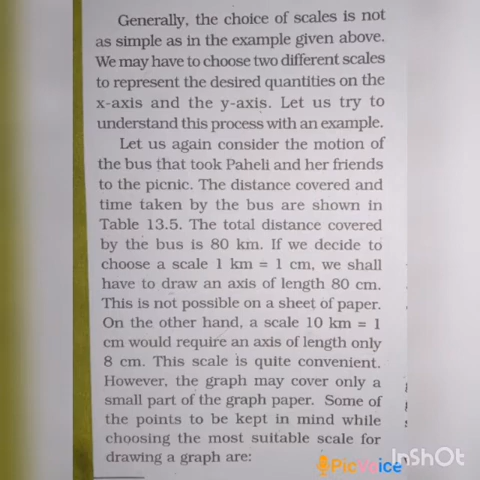 Generally, the choice of scales is not
as simple as in the example given above.
We may have to choose two different scales
to represent the desired quantities on the
x-axis and the y-axis. Let us try to
understand this process with an example.
Let us again consider the motion of
the bus that took Paheli and her friends
to the picnic. The distance covered and
time taken by the bus are shown in
Table 13.5. The total distance covered
by the bus is 80 km. If we decide to
choose a scale 1 km = 1 cm, we shall
have to draw an axis of length 80 cm.
This is not possible on a sheet of paper.
On the other hand, a scale 10 km = 1
cm would require an axis of length only
8 cm. This scale is quite convenient.
However, the graph may cover only a
small part of the graph paper. Some of
the points to be kept in mind while
choosing the most suitable scale for
drawing a graph are:
InShOt